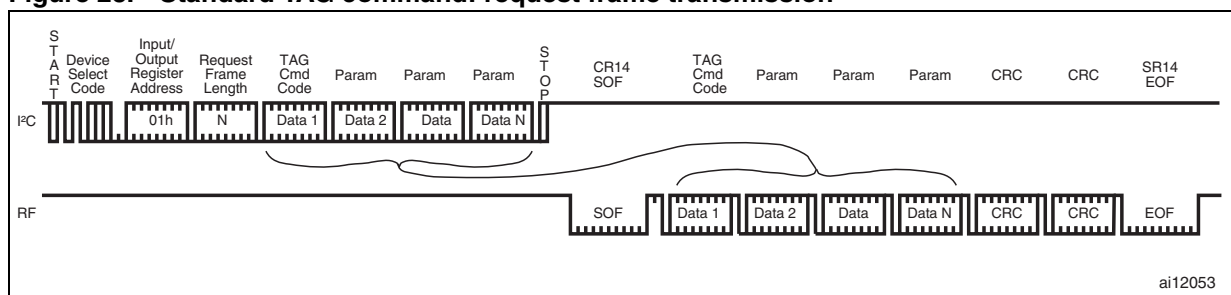 Figure 23. Standard TAG command: request frame transmission
START
Device Select Code
Input/ Output Register Address
Request Frame Length
TAG Cmd Code
Param
Param
Param
STOP
CR14 SOF
TAG Cmd Code
Param
Param
Param
CRC
CRC
SR14 EOF
I²C
01h
N
Data 1
Data 2
Data
Data N
RF
SOF
Data 1
Data 2
Data
Data N
CRC
CRC
EOF
ai12053